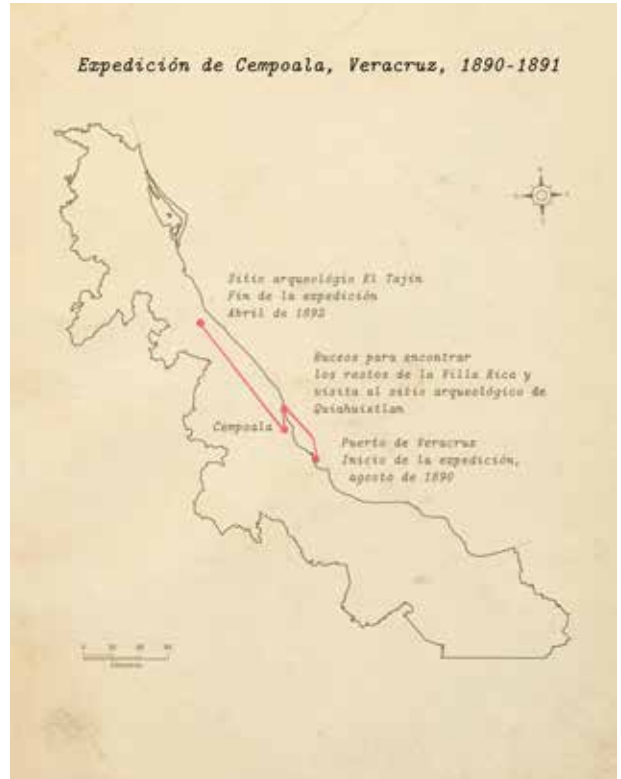 Expedición de Cempoala, Veracruz, 1890-1891
Sitio arqueológio El Tajín
Fin de la expedición
Abril de 1892
Buceos para encontrar
los restos de la Villa Rica y
visita al sitio arqueológico de
Quiahuixtlan
Cempoala
Puerto de Veracruz
Inicio de la expedición,
agosto de 1890